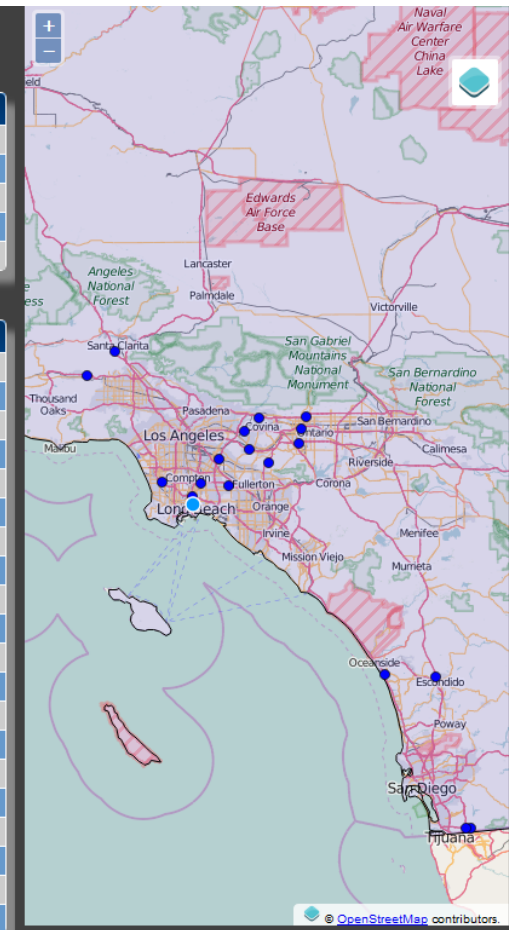 +
−
Naval
Air Warfare
Center
China
Lake
eld
Edwards
Air Force
Base
Lancaster
Palmdale
Angeles
National
Forest
e
ess
Victorville
Santa Clarita
San Gabriel
Mountains
National
Monument
San Bernardino
National
Forest
Thousand
Oaks
Pasadena
Covina
San Bernardino
Los Angeles
Ontario
Malibu
Calimesa
Riverside
Compton
Fullerton
Corona
Long Beach
Orange
Irvine
Menifee
Mission Viejo
Murrieta
Oceanside
Escondido
Poway
San Diego
Tijuana
© OpenStreetMap contributors.